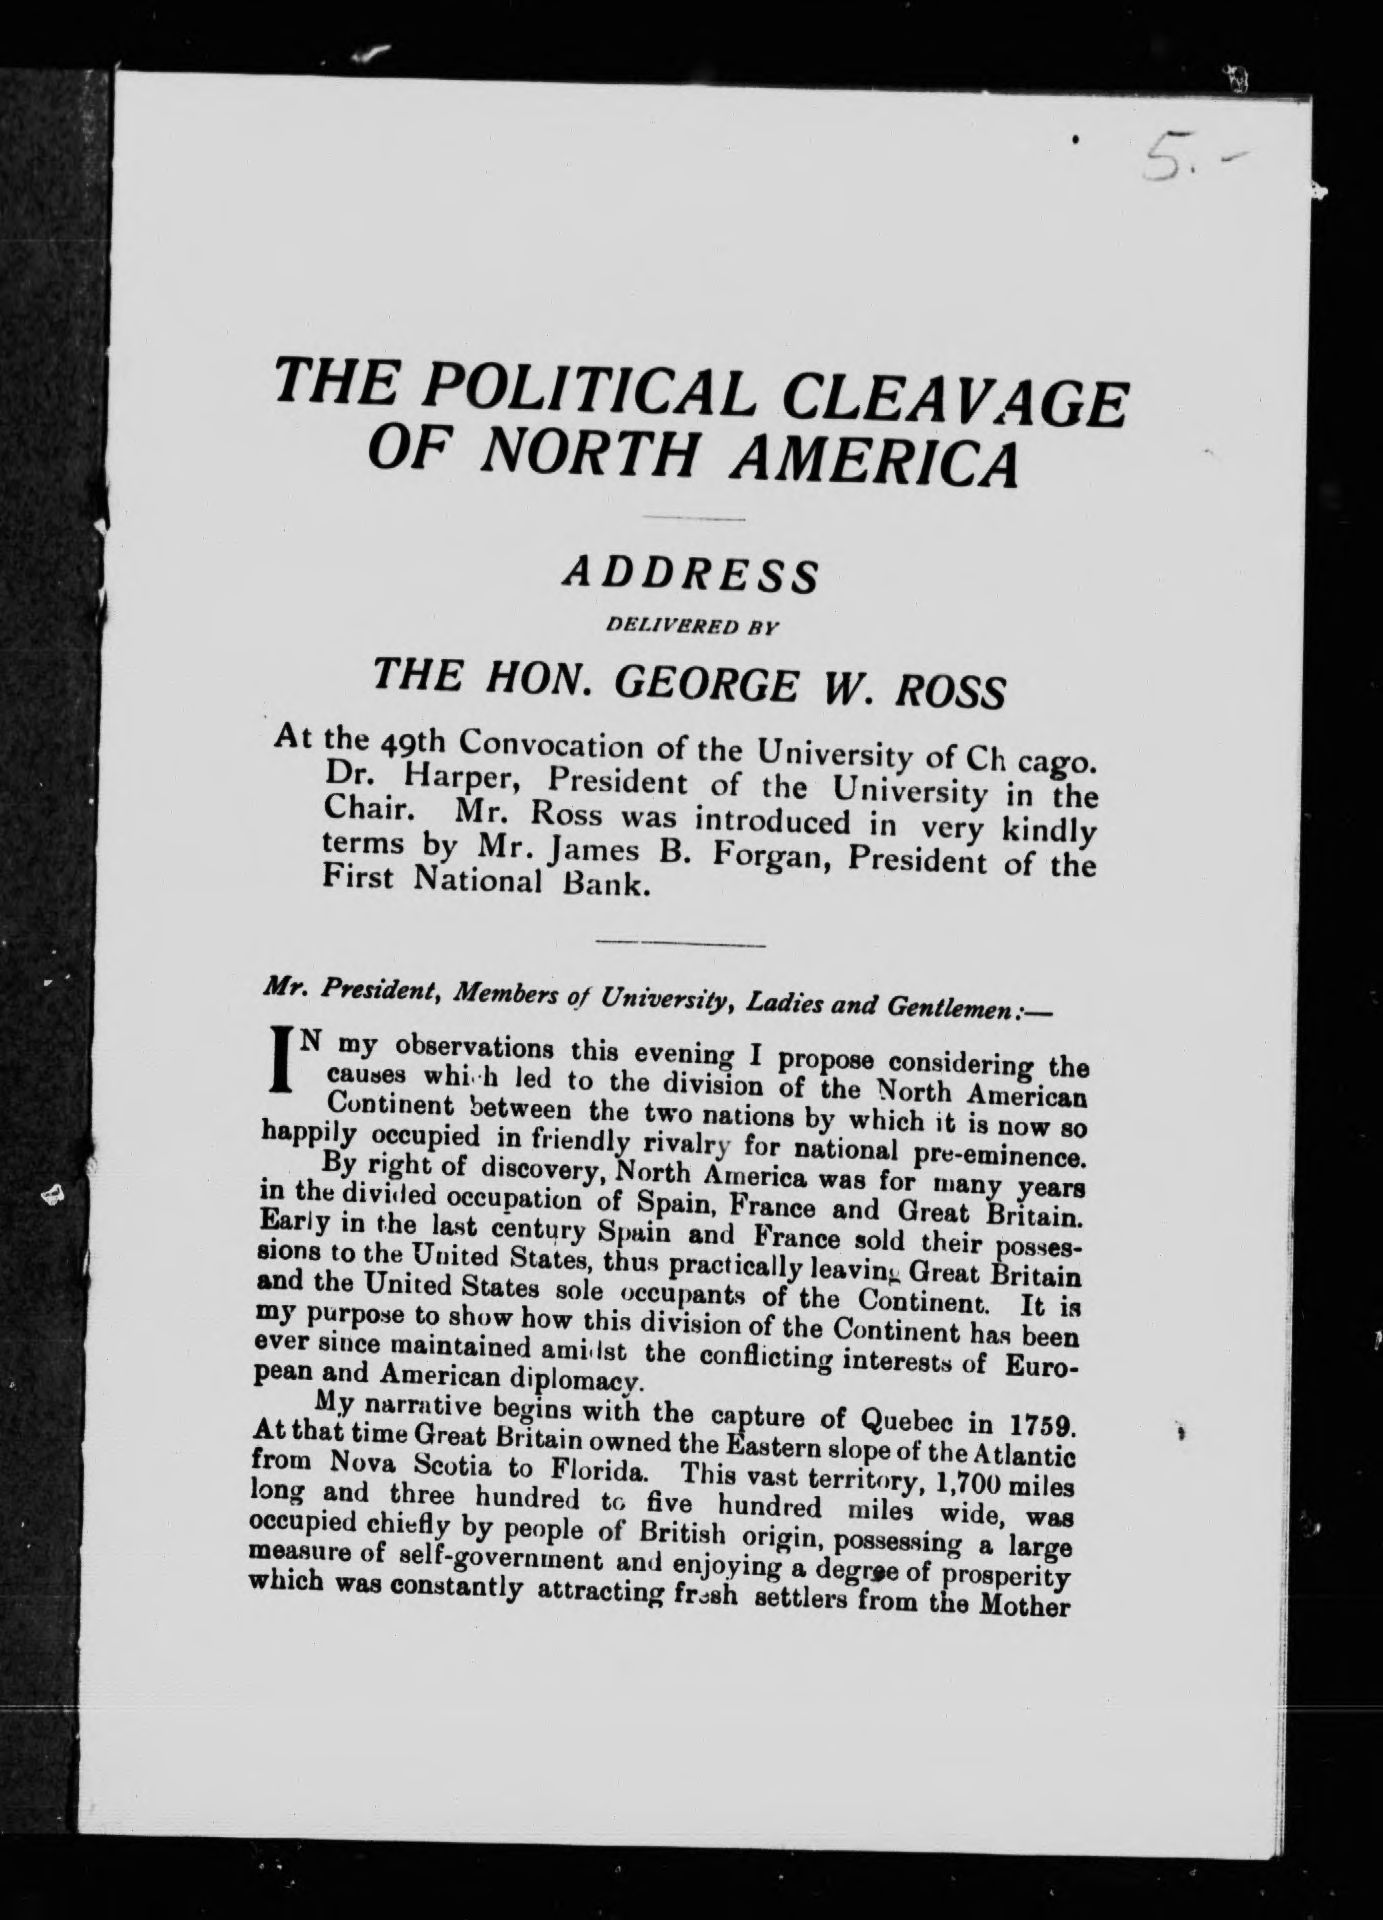 5.-
THE POLITICAL CLEAVAGE
OF NORTH AMERICA
ADDRESS
DELIVERED BY
THE HON. GEORGE W. ROSS
At the 49th Convocation of the University of Ch cago.
Dr. Harper, President of the University in the
Chair. Mr. Ross was introduced in very kindly
terms by Mr. James B. Forgan, President of the
First National Bank.
Mr. President, Members of University, Ladies and Gentlemen:—
IN my observations this evening I propose considering the
causes which led to the division of the North American
Continent between the two nations by which it is now so
happily occupied in friendly rivalry for national pre-eminence.
By right of discovery, North America was for many years
in the divided occupation of Spain, France and Great Britain.
Early in the last century Spain and France sold their posses-
sions to the United States, thus practically leaving Great Britain
and the United States sole occupants of the Continent. It is
my purpose to show how this division of the Continent has been
ever since maintained amidst the conflicting interests of Euro-
pean and American diplomacy.
My narrative begins with the capture of Quebec in 1759.
At that time Great Britain owned the Eastern slope of the Atlantic
from Nova Scotia to Florida. This vast territory, 1,700 miles
long and three hundred to five hundred miles wide, was
occupied chiefly by people of British origin, possessing a large
measure of self-government and enjoying a degree of prosperity
which was constantly attracting fresh settlers from the Mother